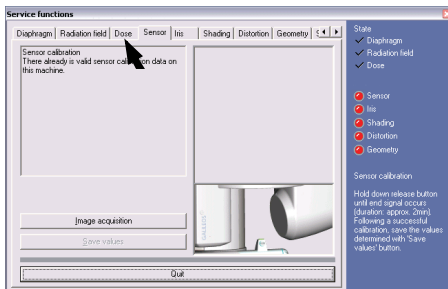 Service functions
Diaphragm Radiation field Dose Sensor Iris Shading Distortion Geometry
Sensor calibration
There already is valid sensor data on
this machine.
Image acquisition
Save values
Quit
GALILEOS
State
Diaphragm
Radiation field
Dose
Sensor
Iris
Shading
Distortion
Geometry
Sensor calibration
Hold down release button
until end signal occurs
(duration: approx. 2min).
Following a successful
calibration, save the values
determined with 'Save
values' button.